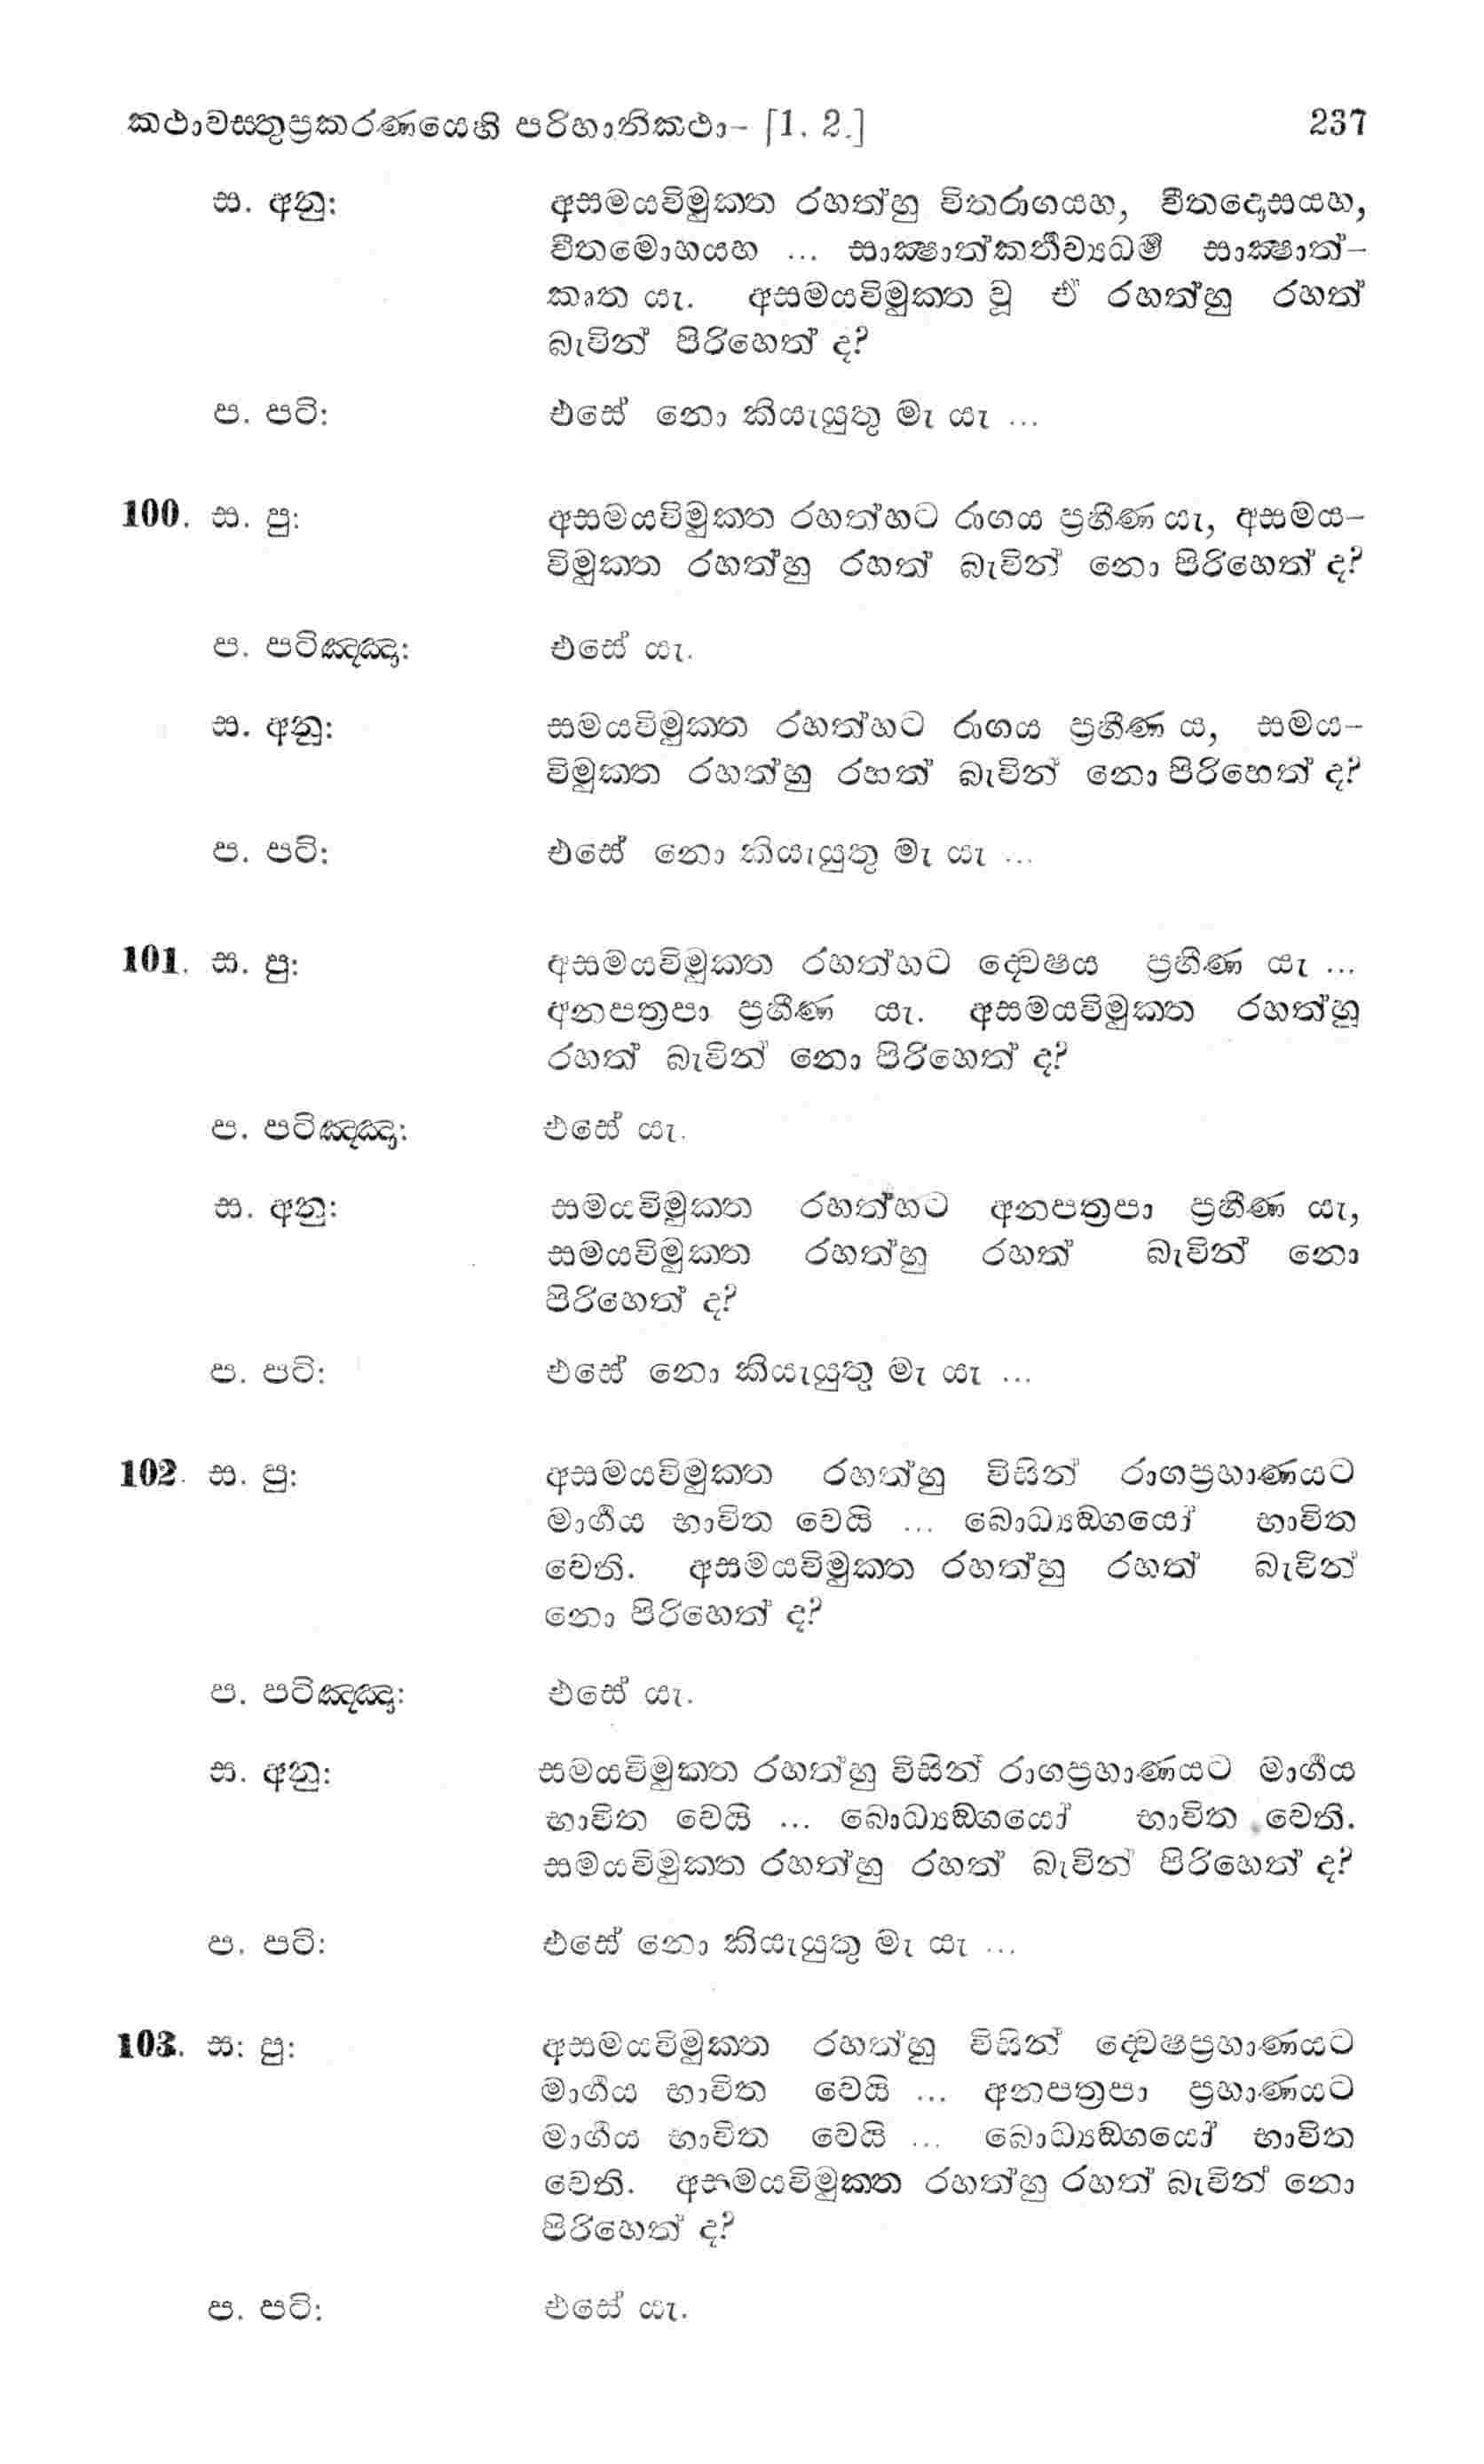 කථාවස්තුප්‍රකරණයෙහි පරිහානිකථා– [1. 2.] 237
ස. අනු: අසමයවිමුක්ත රහත්හු විතරාගයහ, වීතදොසයහ,
වීතමොහයහ ... සාක්ෂාත්කර්තව්‍යධර්ම සාක්ෂාත්–
කෘත යැ. අසමයවිමුක්ත වූ ඒ රහත්හු රහත්
බැවින් පිරිහෙත් ද?
ප. පටි: එසේ නො කියැයුතු මැ යැ ...
100. ස. පු: අසමයවිමුක්ත රහත්හට රාගය ප්‍රහීණ යැ, අසමය–
විමුක්ත රහත්හු රහත් බැවින් නො පිරිහෙත් ද?
ප. පටිඤ්ඤා: එසේ යැ.
ස. අනු: සමයවිමුක්ත රහත්හට රාගය ප්‍රහීණ ය, සමය–
විමුක්ත රහත්හු රහත් බැවින් නො පිරිහෙත් ද?
ප. පටි: එසේ නො කියැයුතු මැ යැ ...
101. ස. පු: අසමයවිමුක්ත රහත්හට ද්වේෂය ප්‍රහීණ යැ ...
අනපත්‍රපා ප්‍රහීණ යැ. අසමයවිමුක්ත රහත්හු
රහත් බැවින් නො පිරිහෙත් ද?
ප. පටිඤ්ඤා: එසේ යැ.
ස. අනු: සමයවිමුක්ත රහත්හට අනපත්‍රපා ප්‍රහීණ යැ,
සමයවිමුක්ත රහත්හු රහත් බැවින් නො
පිරිහෙත් ද?
ප. පටි: එසේ නො කියැයුතු මැ යැ ...
102. ස. පු: අසමයවිමුක්ත රහත්හු විසින් රාගප්‍රහාණයට
මාර්ගය භාවිත වෙයි ... බොධ්‍යඞ්ගයෝ භාවිත
වෙති. අසමයවිමුක්ත රහත්හු රහත් බැවින්
නො පිරිහෙත් ද?
ප. පටිඤ්ඤා: එසේ යැ.
ස. අනු: සමයවිමුක්ත රහත්හු විසින් රාගප්‍රහාණයට මාර්ගය
භාවිත වෙයි ... බොධ්‍යඞ්ගයෝ භාවිත වෙති.
සමයවිමුක්ත රහත්හු රහත් බැවින් පිරිහෙත් ද?
ප. පටි: එසේ නො කියැයුතු මැ යැ ...
103. ස: පු: අසමයවිමුක්ත රහත්හු විසින් ද්වේෂප්‍රහාණයට
මාර්ගය භාවිත වෙයි ... අනපත්‍රපා ප්‍රහාණයට
මාර්ගය භාවිත වෙයි ... බොධ්‍යඞ්ගයෝ භාවිත
වෙති. අසමයවිමුක්ත රහත්හු රහත් බැවින් නො
පිරිහෙත් ද?
ප. පටි: එසේ යැ.